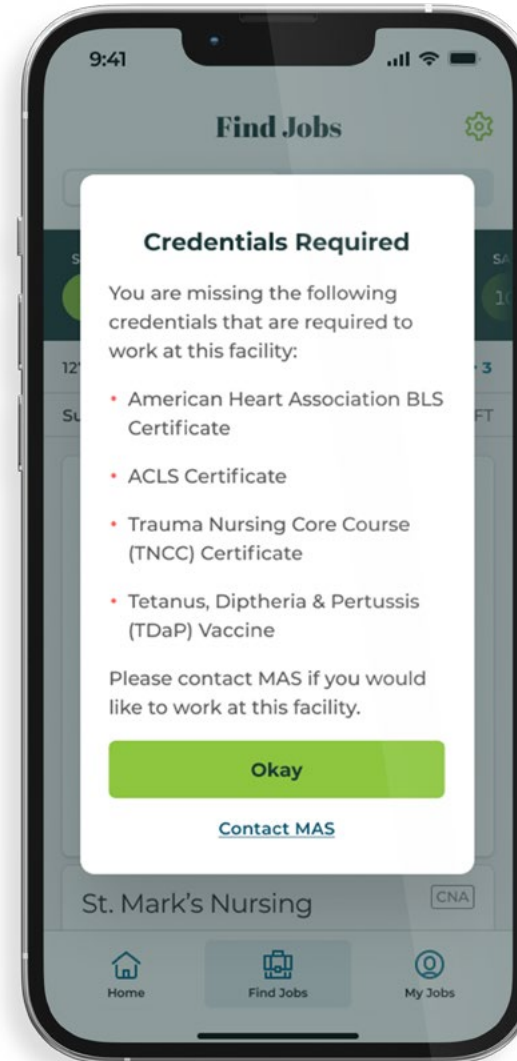 9:41
Find Jobs
Credentials Required
You are missing the following
credentials that are required to
work at this facility:
• American Heart Association BLS
Certificate
• ACLS Certificate
• Trauma Nursing Core Course
(TNCC) Certificate
• Tetanus, Diptheria & Pertussis
(TDaP) Vaccine
Please contact MAS if you would
like to work at this facility.
Okay
Contact MAS
St. Mark's Nursing
CNA
Home
Find Jobs
My Jobs